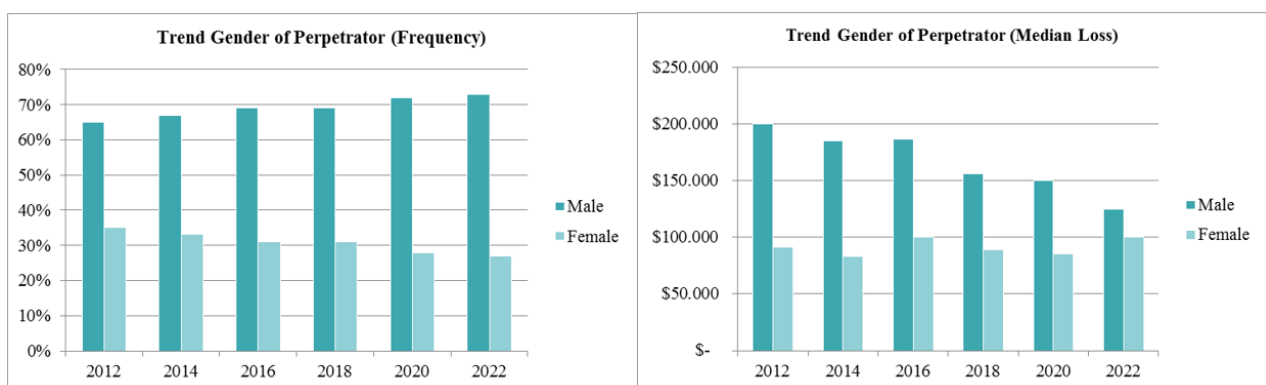 Trend Gender of Perpetrator (Frequency)
80%
70%
60%
50%
40%
30%
20%
10%
0%
2012 2014 2016 2018 2020 2022
Male
Female
Trend Gender of Perpetrator (Median Loss)
$250.000
$200.000
$150.000
$100.000
$50.000
$-
2012 2014 2016 2018 2020 2022
Male
Female